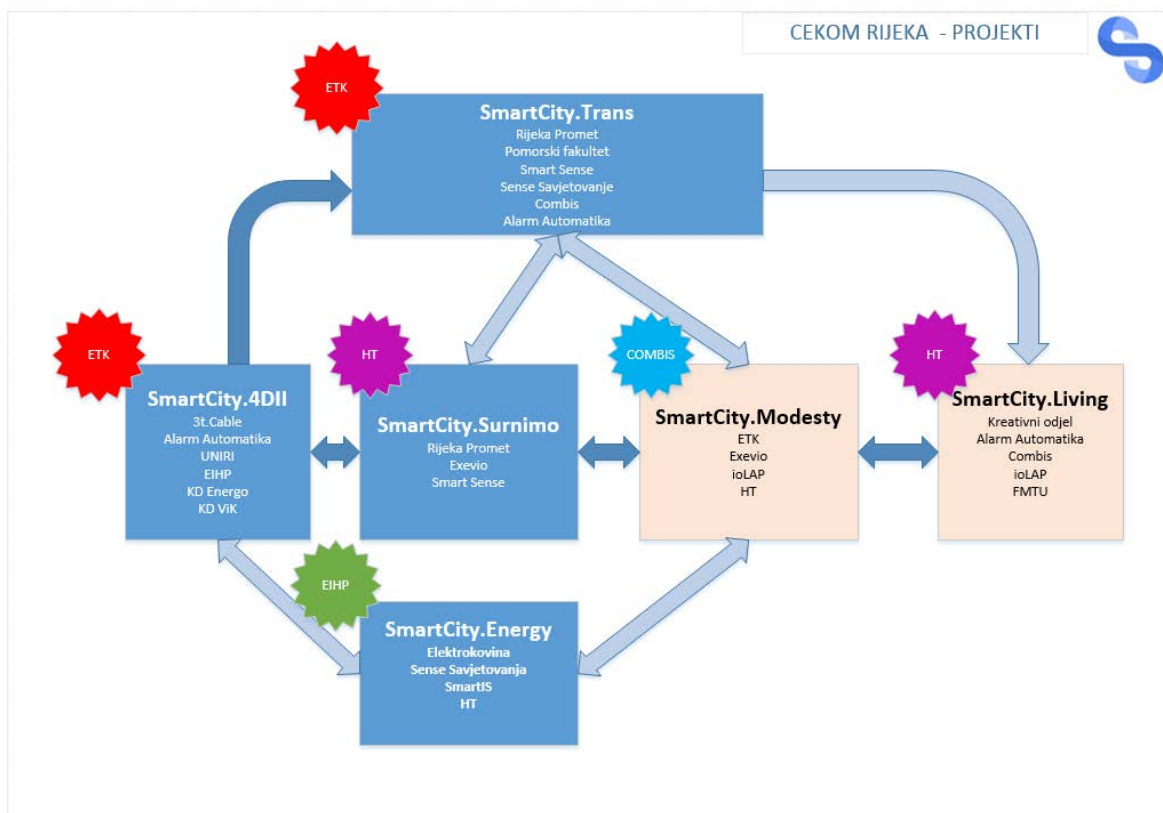 CEKOM RIJEKA - PROJEKTI
ETK
SmartCity.Trans
Rijeka Promet
Pomorski fakultet
Smart Sense
Sense Savjetovanje
Combis
Alarm Automatika
ETK
SmartCity.4DII
3t.Cable
Alarm Automatika
UNIRI
EIHP
KD Energo
KD ViK
HT
SmartCity.Surnimo
Rijeka Promet
Exevio
Smart Sense
COMBIS
SmartCity.Modesty
ETK
Exevio
ioLAP
HT
HT
SmartCity.Living
Kreativni odjel
Alarm Automatika
Combis
ioLAP
FMTU
EIHP
SmartCity.Energy
Elektrokovina
Sense Savjetovanja
SmartIS
HT